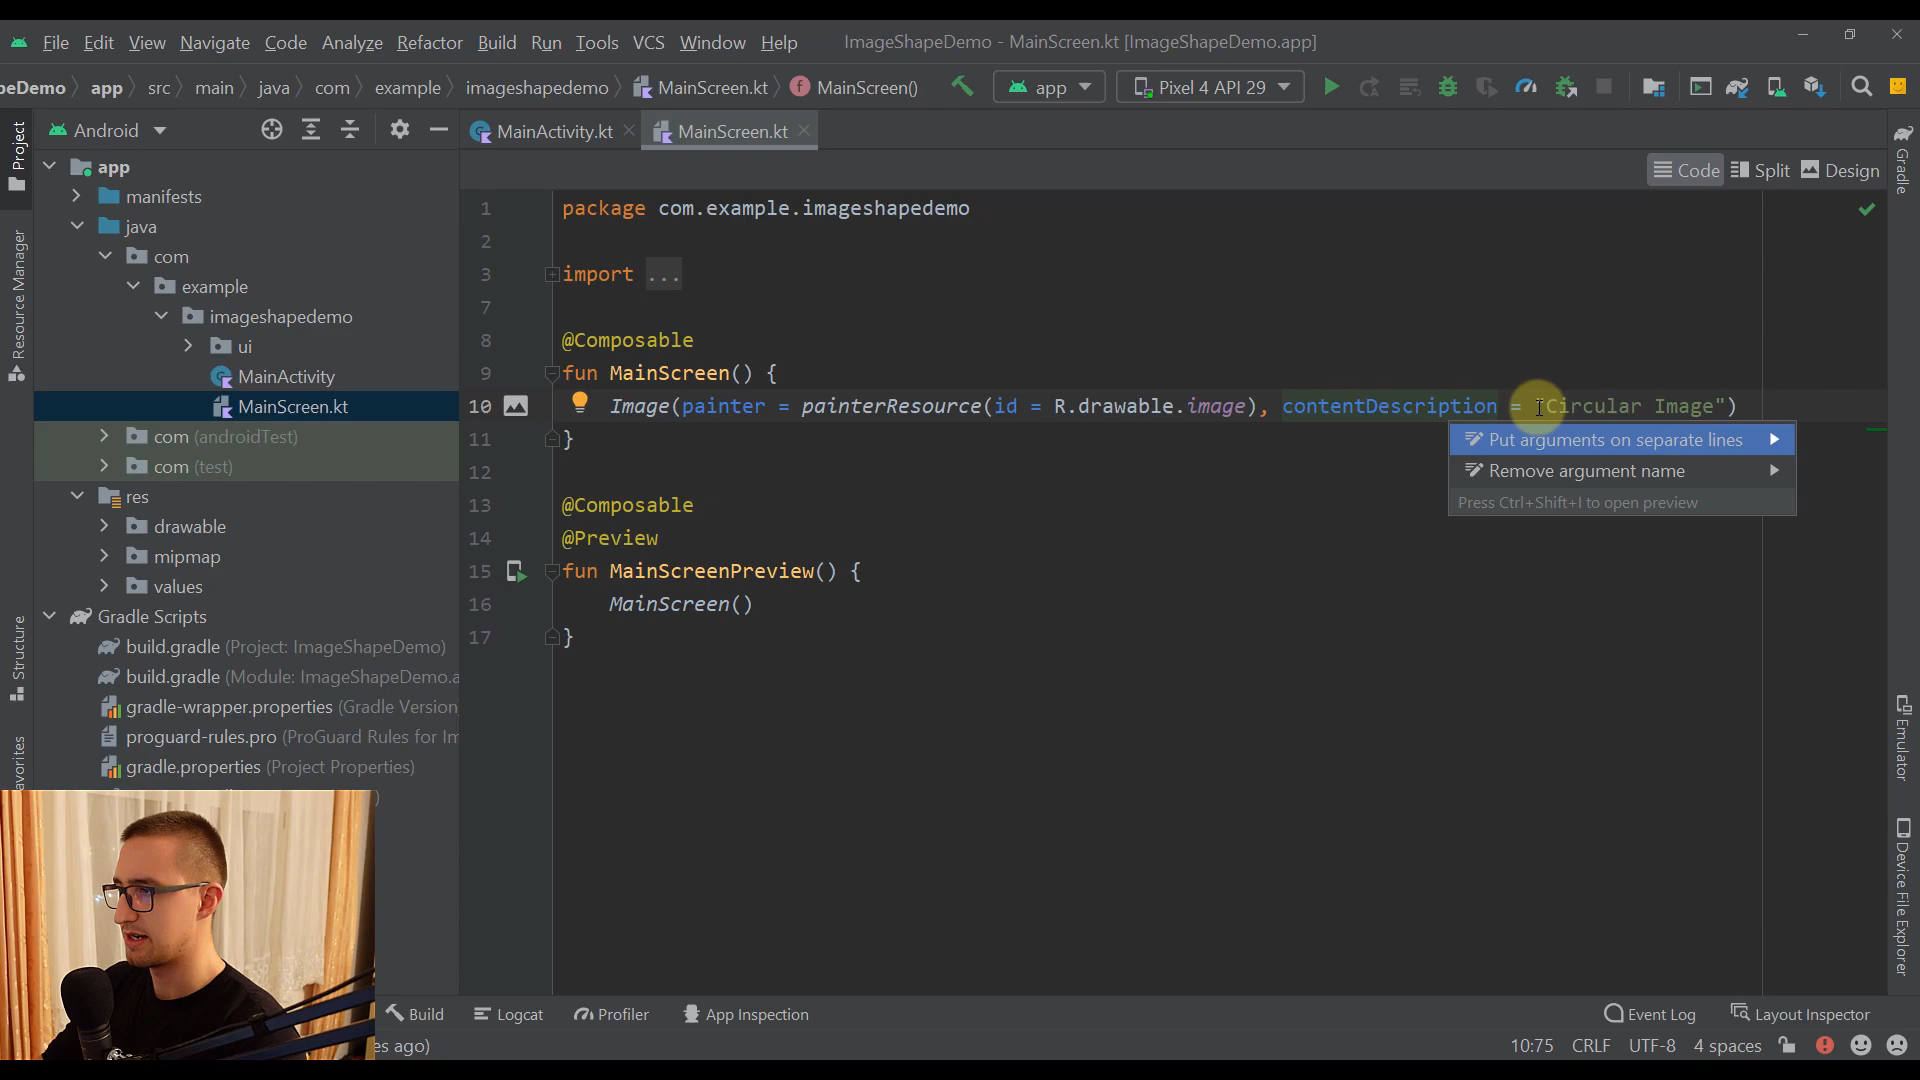 File Edit View Navigate Code Analyze Refactor Build Run Tools VCS Window Help ImageShapeDemo - MainScreen.kt [ImageShapeDemo.app]
peDemo app src main java com example imageshapedemo MainScreen.kt MainScreen() app Pixel 4 API 29
Android
MainActivity.kt MainScreen.kt
Code Split Design
Project
Resource Manager
Structure
avorites
app
manifests
java
com
example
imageshapedemo
ui
MainActivity
MainScreen.kt
com (androidTest)
com (test)
res
drawable
mipmap
values
Gradle Scripts
build.gradle (Project: ImageShapeDemo)
build.gradle (Module: ImageShapeDemo.a
gradle-wrapper.properties (Gradle Version
proguard-rules.pro (ProGuard Rules for Im
gradle.properties (Project Properties)
)
1 package com.example.imageshapedemo
2
3 import ...
7
8 @Composable
9 fun MainScreen() {
10 Image(painter = painterResource(id = R.drawable.image), contentDescription = "Circular Image")
11 }
12
13 @Composable
14 @Preview
15 fun MainScreenPreview() {
16 MainScreen()
17 }
Put arguments on separate lines
Remove argument name
Press Ctrl+Shift+I to open preview
Gradle
Emulator
Device File Explorer
Build Logcat Profiler App Inspection Event Log Layout Inspector
es ago) 10:75 CRLF UTF-8 4 spaces